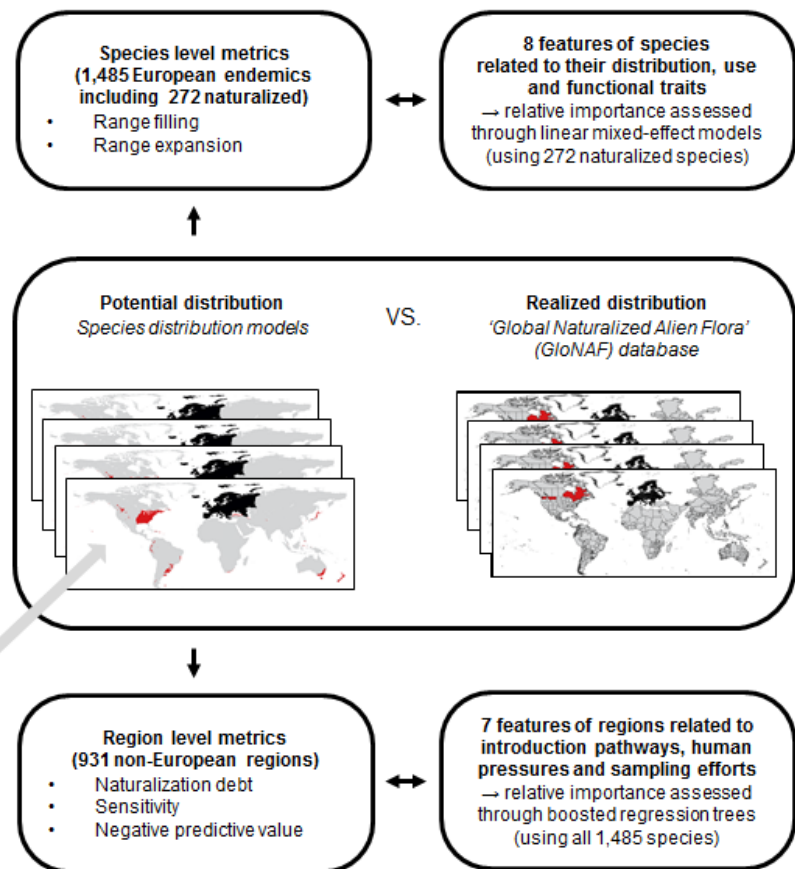 Species level metrics
(1,485 European endemics
including 272 naturalized)
• Range filling
• Range expansion
8 features of species
related to their distribution, use
and functional traits
→ relative importance assessed
through linear mixed-effect models
(using 272 naturalized species)
Potential distribution
Species distribution models
VS.
Realized distribution
'Global Naturalized Alien Flora'
(GloNAF) database
Region level metrics
(931 non-European regions)
• Naturalization debt
• Sensitivity
• Negative predictive value
7 features of regions related to
introduction pathways, human
pressures and sampling efforts
→ relative importance assessed
through boosted regression trees
(using all 1,485 species)